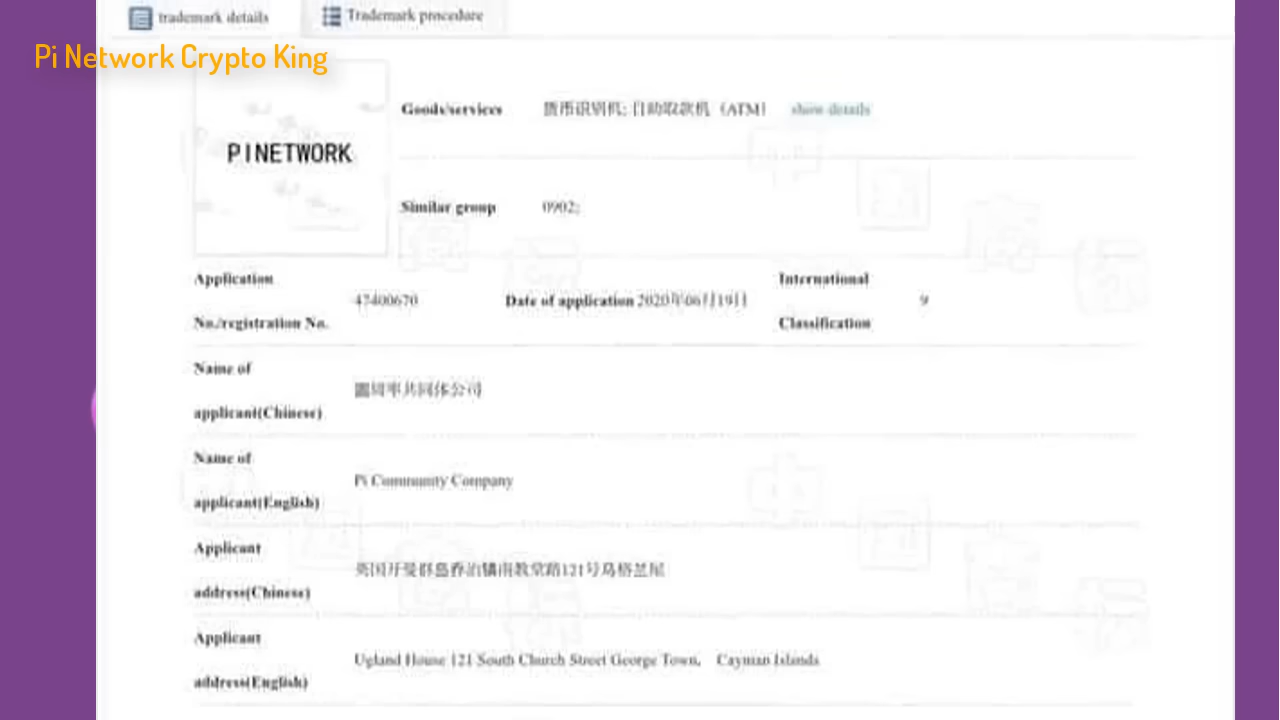 trademark details
Trademark procedure
Pi Network Crypto King
PINETWORK
Goods/services 货币识别机; 自助取款机（ATM） show details
Similar group 0902;
Application
No./registration No. 47400670
Date of application 2020年06月19日
International
Classification 9
Name of
applicant(Chinese) 圓周率共同体公司
Name of
applicant(English) Pi Community Company
Applicant
address(Chinese) 英国开曼群岛乔治镇南教堂路121号乌格兰屋
Applicant
address(English) Ugland House 121 South Church Street George Town, Cayman Islands